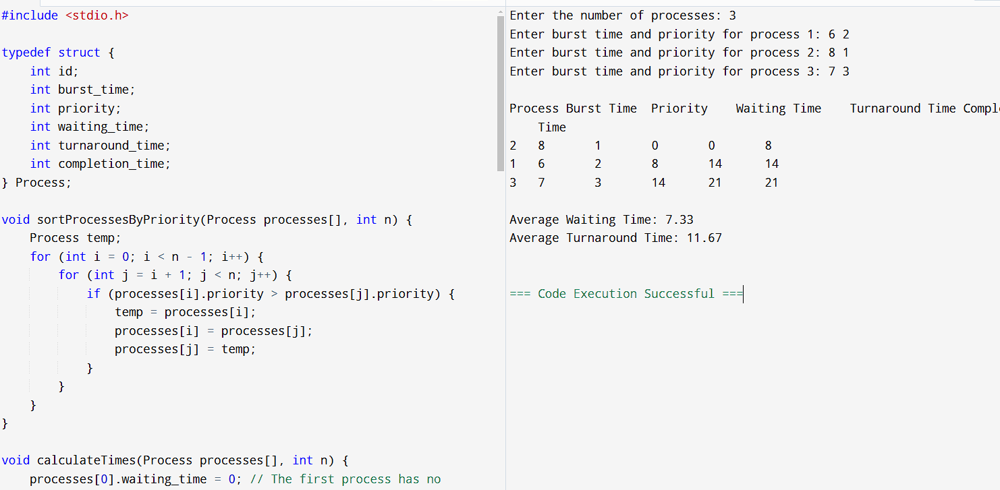 #include <stdio.h>
typedef struct {
int id;
int burst_time;
int priority;
int waiting_time;
int turnaround_time;
int completion_time;
} Process;
void sortProcessesByPriority(Process processes[], int n) {
Process temp;
for (int i = 0; i < n - 1; i++) {
for (int j = i + 1; j < n; j++) {
if (processes[i].priority > processes[j].priority) {
temp = processes[i];
processes[i] = processes[j];
processes[j] = temp;
}
}
}
}
void calculateTimes(Process processes[], int n) {
processes[0].waiting_time = 0; // The first process has no
Enter the number of processes: 3
Enter burst time and priority for process 1: 6 2
Enter burst time and priority for process 2: 8 1
Enter burst time and priority for process 3: 7 3
Process Burst Time Priority Waiting Time Turnaround Time
Time
2 8 1 0 0 8
1 6 2 8 14 14
3 7 3 14 21 21
Average Waiting Time: 7.33
Average Turnaround Time: 11.67
=== Code Execution Successful ===